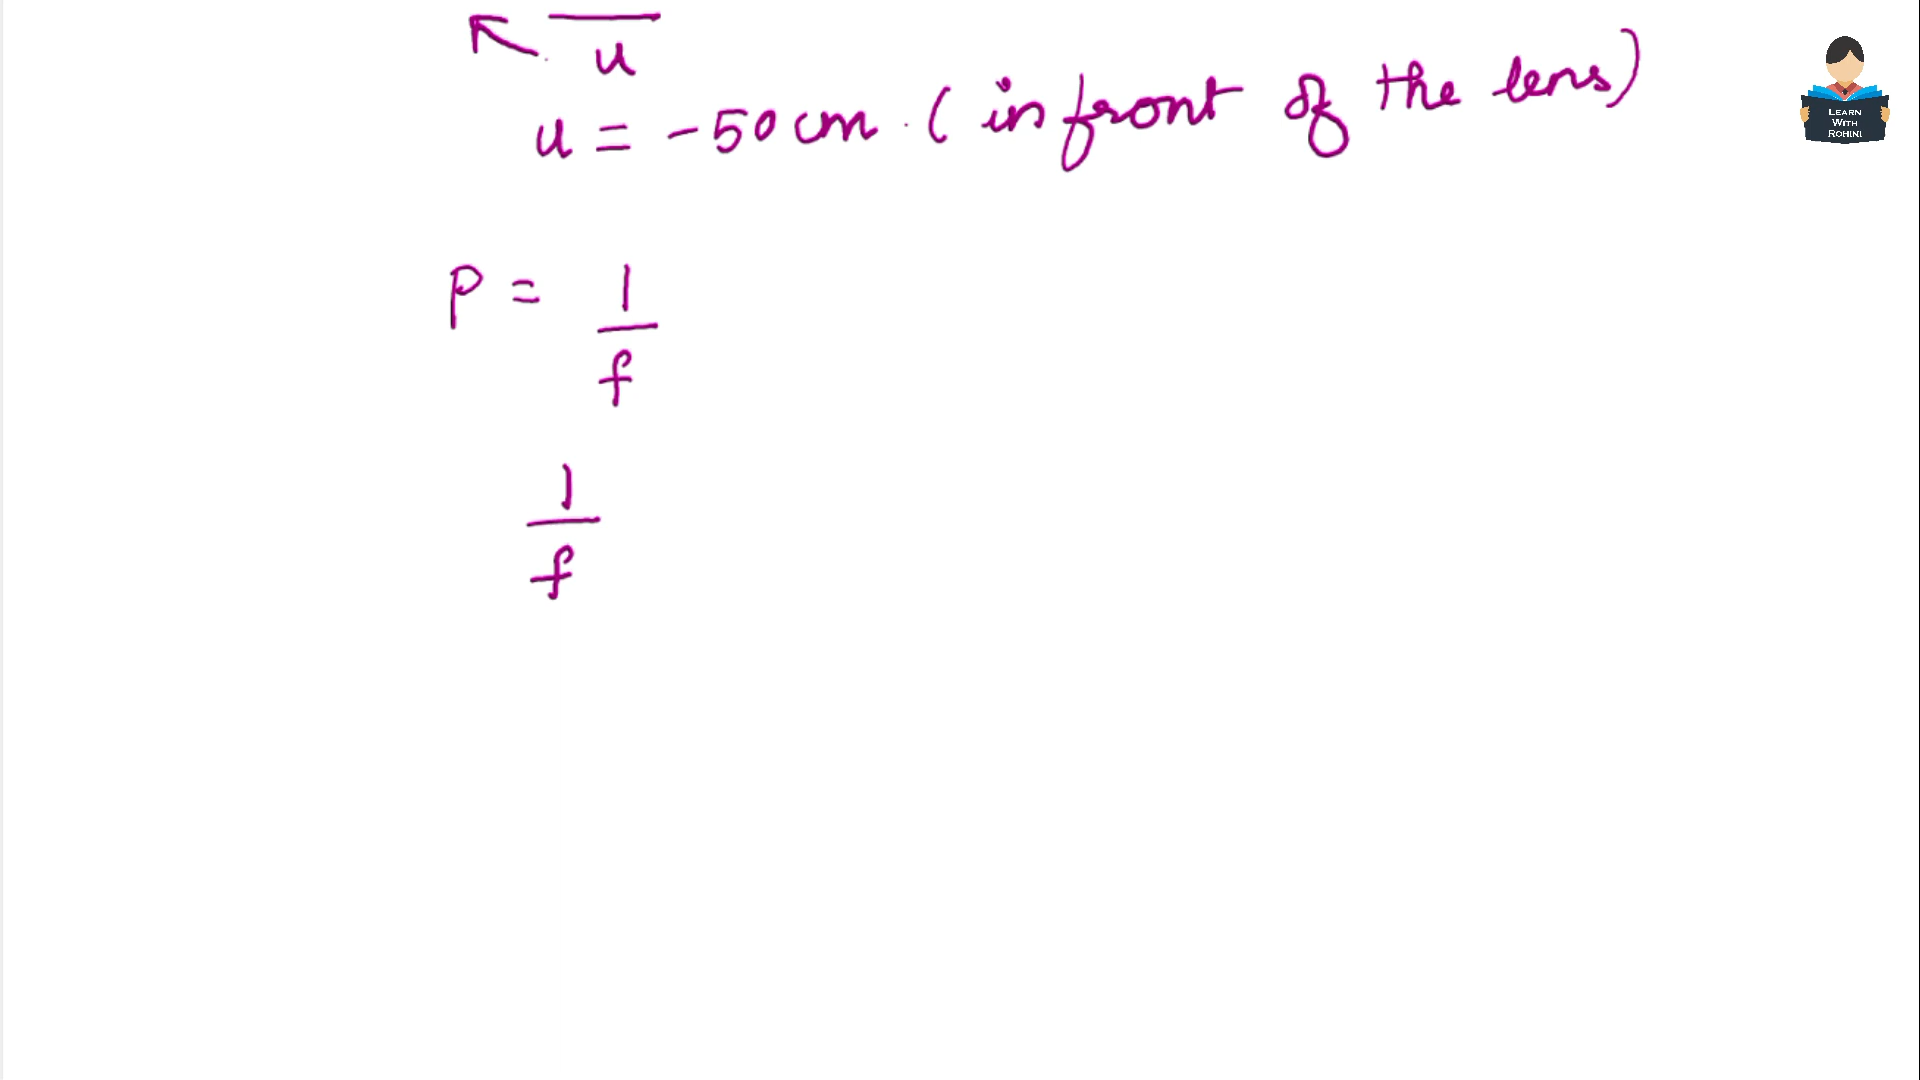 u
u = -50 cm. (in front of the lens)
P = 1/f
1/f
LEARN
WITH
ROHINI